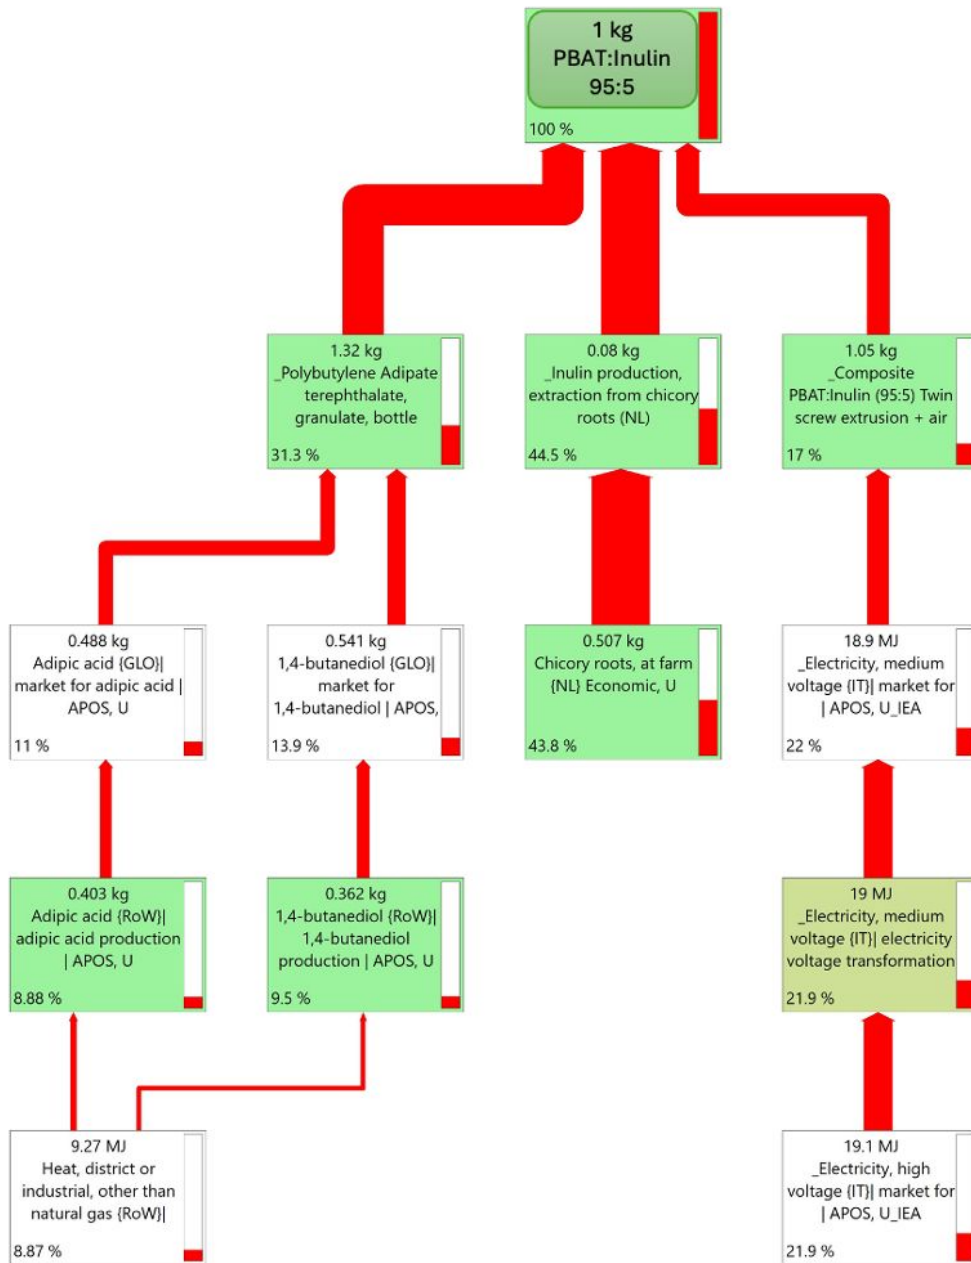 1 kg
PBAT:Inulin
95:5
100 %
1.32 kg
_Polybutylene Adipate
terephthalate,
granulate, bottle
31.3 %
0.08 kg
_Inulin production,
extraction from chicory
roots (NL)
44.5 %
1.05 kg
_Composite
PBAT:Inulin (95:5) Twin
screw extrusion + air
17 %
0.488 kg
Adipic acid {GLO}|
market for adipic acid |
APOS, U
11 %
0.541 kg
1,4-butanediol {GLO}|
market for
1,4-butanediol | APOS,
13.9 %
0.507 kg
Chicory roots, at farm
{NL} Economic, U
43.8 %
18.9 MJ
_Electricity, medium
voltage {IT}| market for
| APOS, U_IEA
22 %
0.403 kg
Adipic acid {RoW}|
adipic acid production
| APOS, U
8.88 %
0.362 kg
1,4-butanediol {RoW}|
1,4-butanediol
production | APOS, U
9.5 %
19 MJ
_Electricity, medium
voltage {IT}| electricity
voltage transformation
21.9 %
9.27 MJ
Heat, district or
industrial, other than
natural gas {RoW}|
8.87 %
19.1 MJ
_Electricity, high
voltage {IT}| market for
| APOS, U_IEA
21.9 %